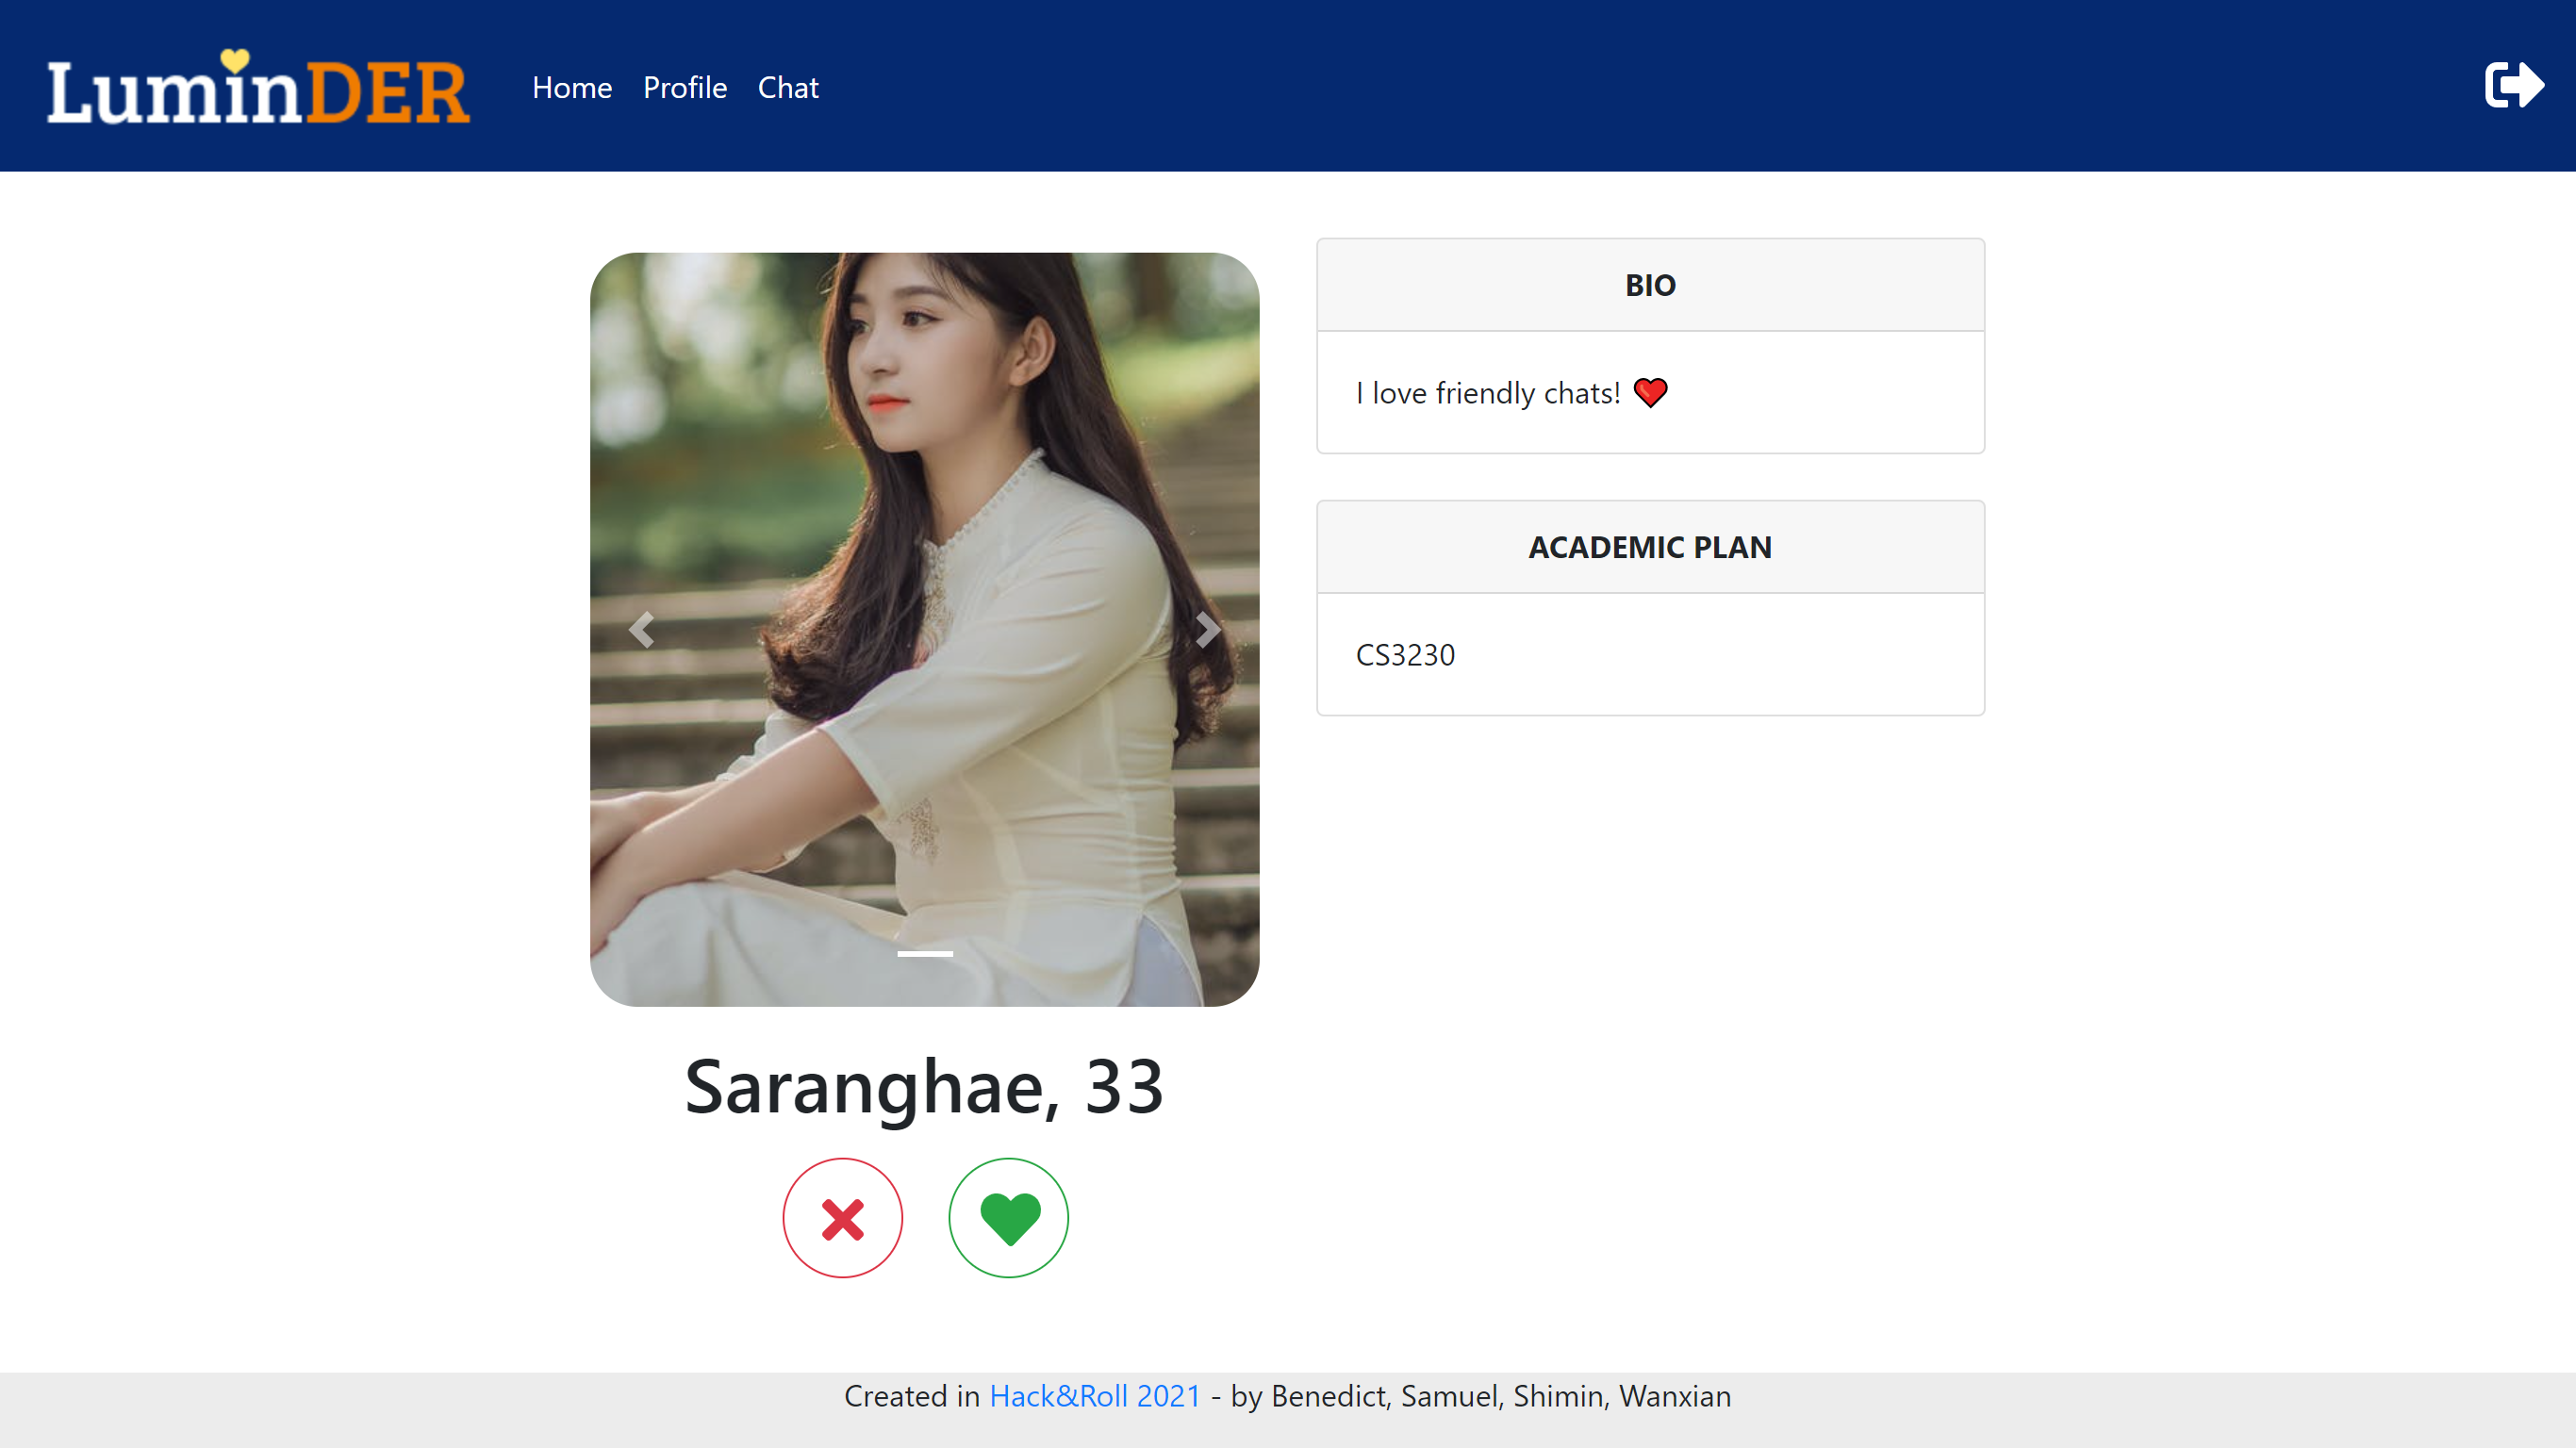 LuminDER
Home Profile Chat
BIO
I love friendly chats! ❤️
ACADEMIC PLAN
CS3230
Saranghae, 33
Created in Hack&Roll 2021 - by Benedict, Samuel, Shimin, Wanxian